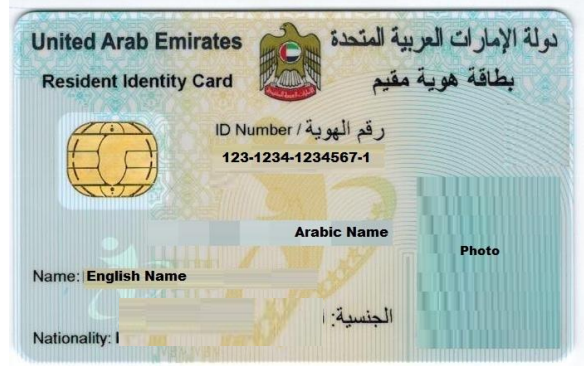 United Arab Emirates
دولة الإمارات العربية المتحدة
Resident Identity Card
بطاقة هوية مقيم
ID Number / رقم الهوية
123-1234-1234567-1
Arabic Name
Photo
Name: English Name
الجنسية:
Nationality: